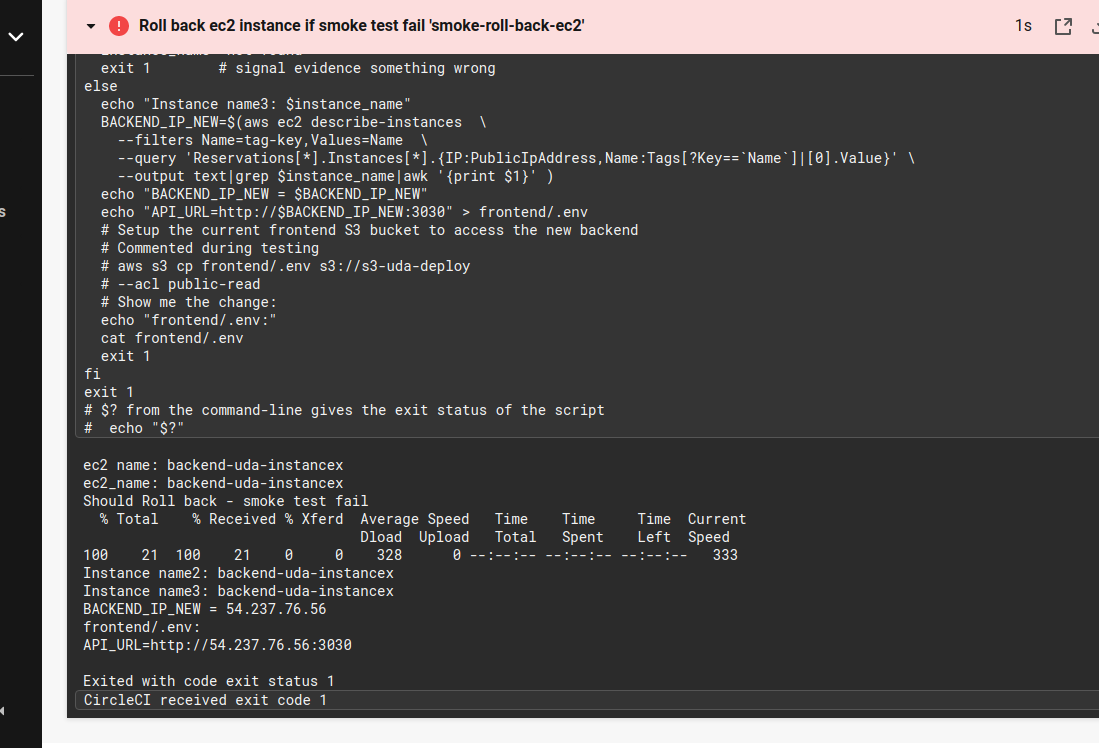 Roll back ec2 instance if smoke test fail 'smoke-roll-back-ec2' 1s
exit 1 # signal evidence something wrong
else
echo "Instance name3: $instance_name"
BACKEND_IP_NEW=$(aws ec2 describe-instances \
--filters Name=tag-key,Values=Name \
--query 'Reservations[*].Instances[*].{IP:PublicIpAddress,Name:Tags[?Key==`Name`]|[0].Value}' \
--output text|grep $instance_name|awk '{print $1}' )
echo "BACKEND_IP_NEW = $BACKEND_IP_NEW"
echo "API_URL=http://$BACKEND_IP_NEW:3030" > frontend/.env
# Setup the current frontend S3 bucket to access the new backend
# Commented during testing
# aws s3 cp frontend/.env s3://s3-uda-deploy
# --acl public-read
# Show me the change:
echo "frontend/.env:"
cat frontend/.env
exit 1
fi
exit 1
# $? from the command-line gives the exit status of the script
#  echo "$?"
ec2 name: backend-uda-instancex
ec2_name: backend-uda-instancex
Should Roll back - smoke test fail
% Total % Received % Xferd Average Speed Time Time Time Current
Dload Upload Total Spent Left Speed
100 21 100 21 0 0 328 0 --:--:-- --:--:-- --:--:-- 333
Instance name2: backend-uda-instancex
Instance name3: backend-uda-instancex
BACKEND_IP_NEW = 54.237.76.56
frontend/.env:
API_URL=http://54.237.76.56:3030
Exited with code exit status 1
CircleCI received exit code 1